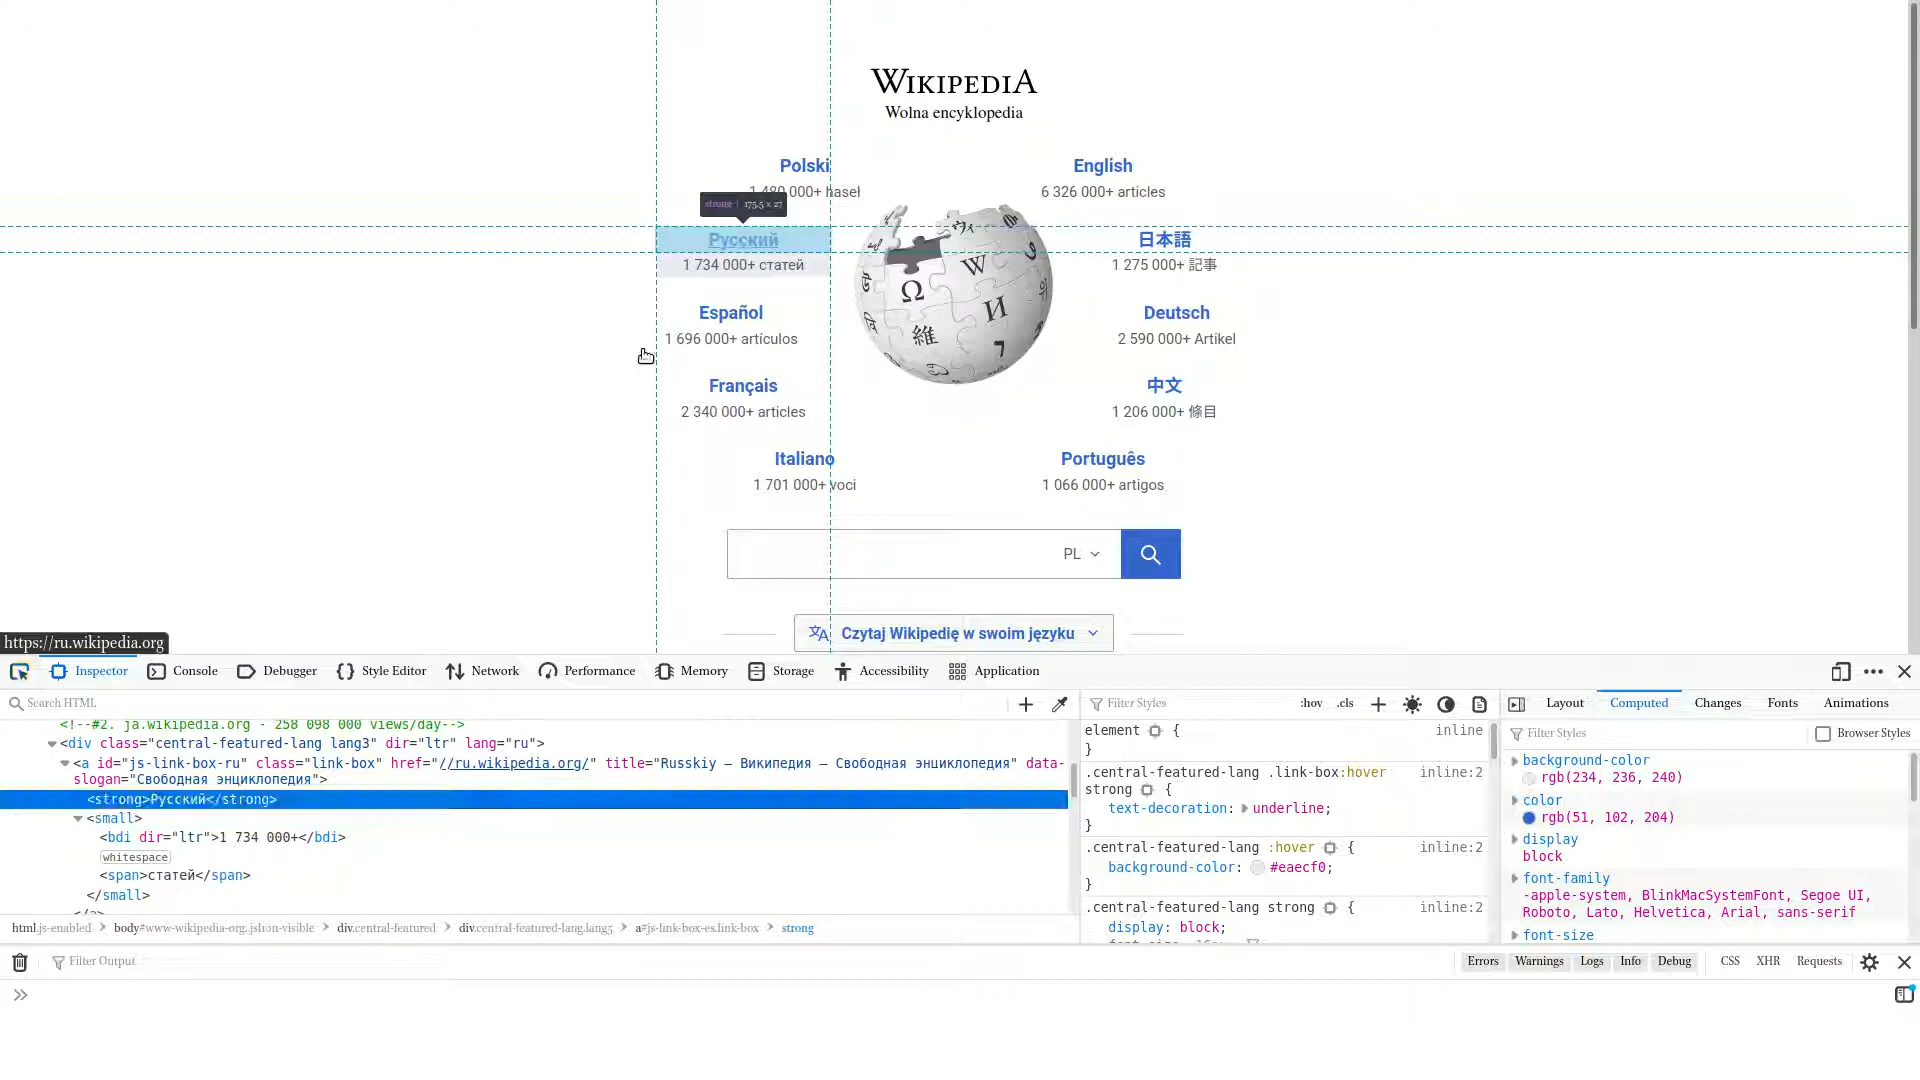 WIKIPEDIA
Wolna encyklopedia
Polski
1 480 000+ haseł
English
6 326 000+ articles
strong | 175.5 × 27
Русский
1 734 000+ статей
日本語
1 275 000+ 記事
Español
1 696 000+ artículos
Deutsch
2 590 000+ Artikel
Français
2 340 000+ articles
中文
1 206 000+ 條目
Italiano
1 701 000+ voci
Português
1 066 000+ artigos
Ω W И 維
PL
Czytaj Wikipedię w swoim języku
https://ru.wikipedia.org
Inspector Console Debugger Style Editor Network Performance Memory Storage Accessibility Application
Search HTML
<!--#2. ja.wikipedia.org - 258 098 000 views/day-->
<div class="central-featured-lang lang3" dir="ltr" lang="ru">
<a id="js-link-box-ru" class="link-box" href="//ru.wikipedia.org/" title="Russkiy — Википедия — Свободная энциклопедия" data-
slogan="Свободная энциклопедия">
<strong>Русский</strong>
<small>
<bdi dir="ltr">1 734 000+</bdi>
whitespace
<span>статей</span>
</small>
html.js-enabled body#www-wikipedia-org.jsl10n-visible div.central-featured div.central-featured-lang.lang5 a#js-link-box-es.link-box strong
Filter Styles :hov .cls
element { inline
}
.central-featured-lang .link-box:hover inline:2
strong {
text-decoration: underline;
}
.central-featured-lang :hover { inline:2
background-color: #eaecf0;
}
.central-featured-lang strong { inline:2
display: block;
Layout Computed Changes Fonts Animations
Filter Styles Browser Styles
background-color
rgb(234, 236, 240)
color
rgb(51, 102, 204)
display
block
font-family
-apple-system, BlinkMacSystemFont, Segoe UI,
Roboto, Lato, Helvetica, Arial, sans-serif
font-size
Filter Output
Errors Warnings Logs Info Debug CSS XHR Requests